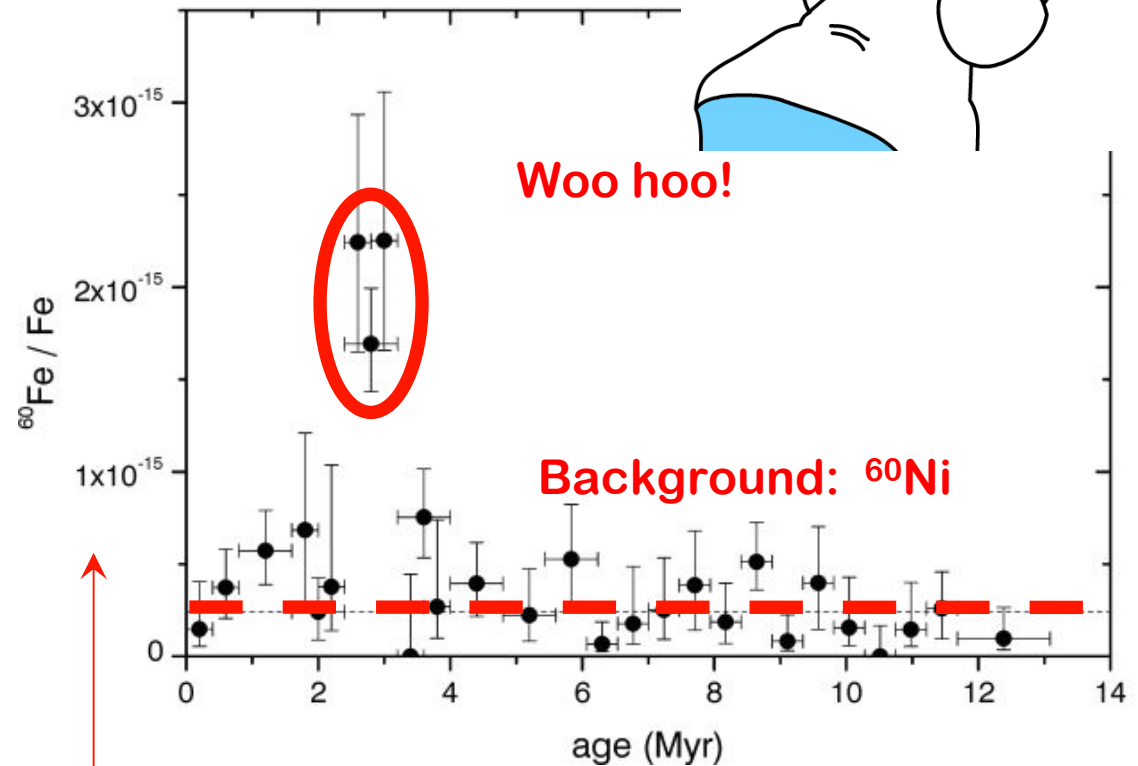 3x10⁻¹⁵
Woo hoo!
2x10⁻¹⁵
⁶⁰Fe / Fe
1x10⁻¹⁵
Background: ⁶⁰Ni
0
0 2 4 6 8 10 12 14
age (Myr)